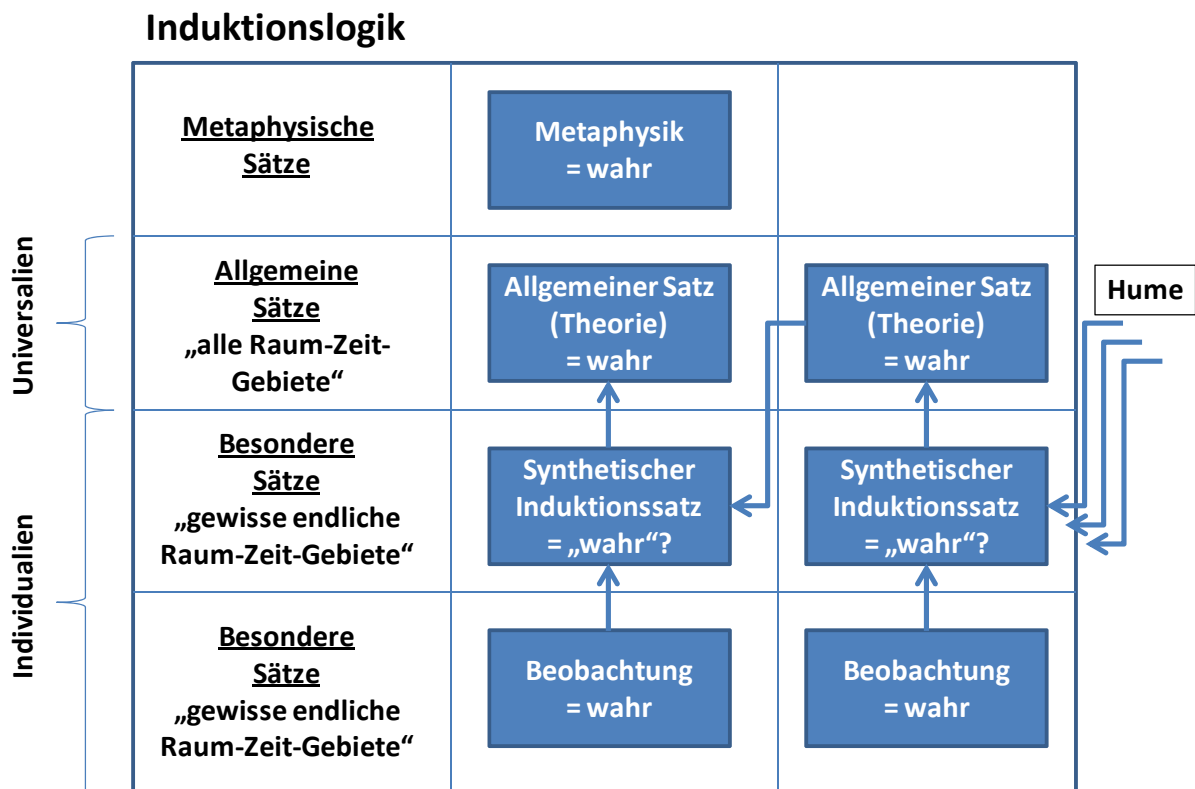 Induktionslogik
Metaphysische
Sätze
Metaphysik
= wahr
Universalien
Allgemeine
Sätze
„alle Raum-Zeit-
Gebiete“
Allgemeiner Satz
(Theorie)
= wahr
Allgemeiner Satz
(Theorie)
= wahr
Hume
Individualien
Besondere
Sätze
„gewisse endliche
Raum-Zeit-Gebiete“
Synthetischer
Induktionssatz
= „wahr“?
Synthetischer
Induktionssatz
= „wahr“?
Besondere
Sätze
„gewisse endliche
Raum-Zeit-Gebiete“
Beobachtung
= wahr
Beobachtung
= wahr